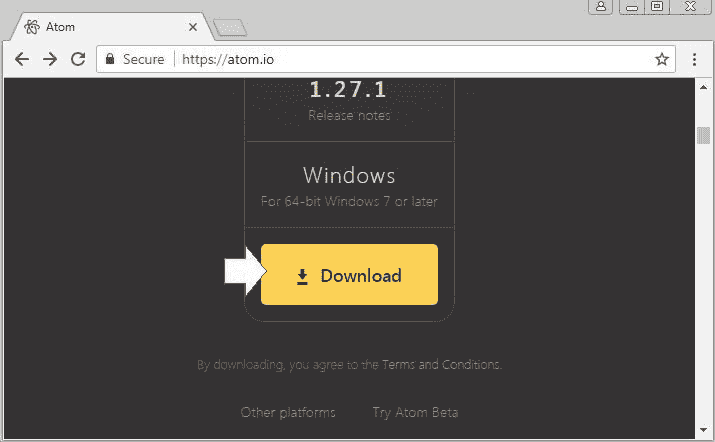 Atom
Secure
https://atom.io
1.27.1
Release notes
Windows
For 64-bit Windows 7 or later
Download
By downloading, you agree to the Terms and Conditions.
Other platforms Try Atom Beta